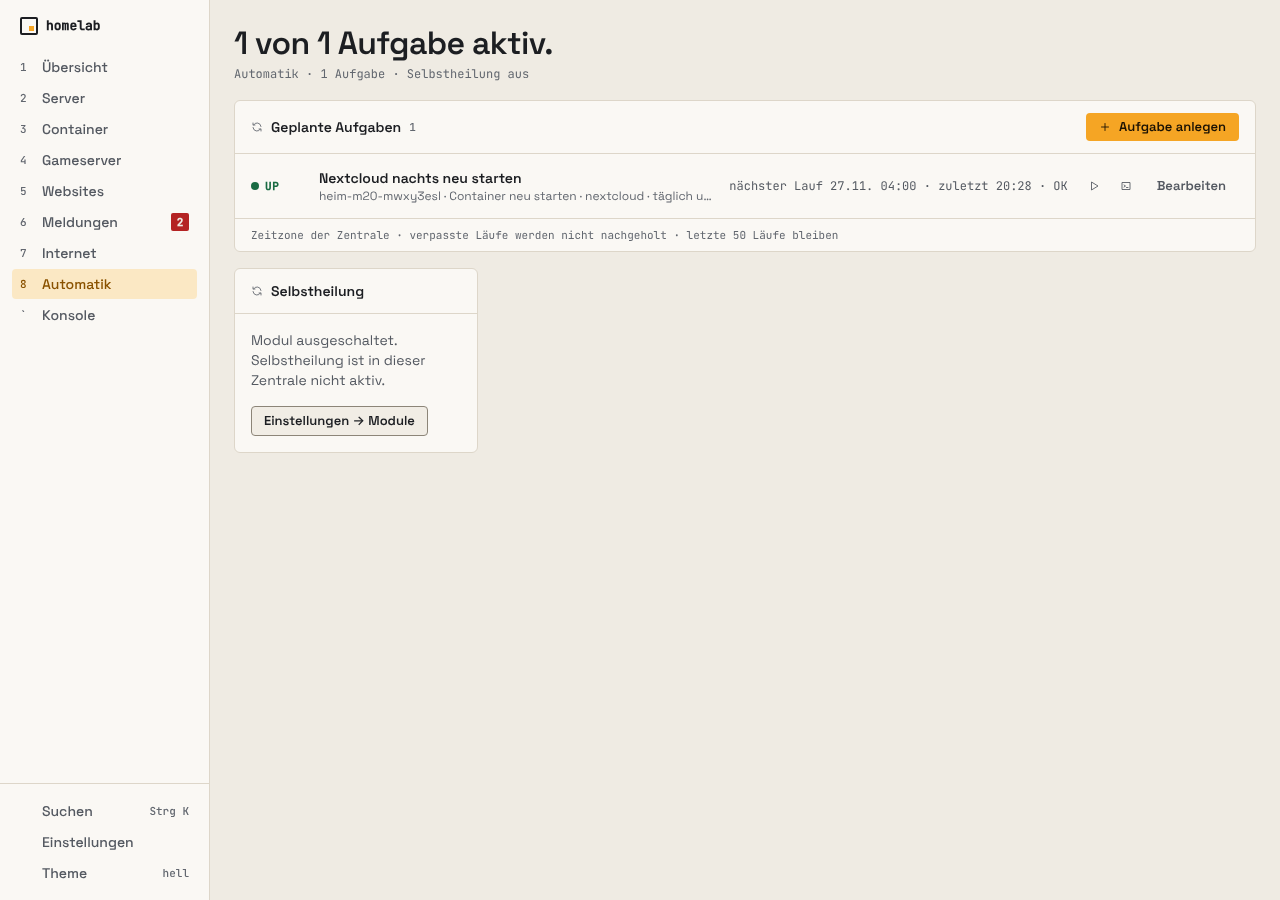 homelab
1 Übersicht
2 Server
3 Container
4 Gameserver
5 Websites
6 Meldungen 2
7 Internet
8 Automatik
` Konsole
Suchen Strg K
Einstellungen
Theme hell
1 von 1 Aufgabe aktiv.
Automatik · 1 Aufgabe · Selbstheilung aus
Geplante Aufgaben 1
+ Aufgabe anlegen
UP
Nextcloud nachts neu starten
heim-m20-mwxy3esl · Container neu starten · nextcloud · täglich u…
nächster Lauf 27.11. 04:00 · zuletzt 20:28 · OK
Bearbeiten
Zeitzone der Zentrale · verpasste Läufe werden nicht nachgeholt · letzte 50 Läufe bleiben
Selbstheilung
Modul ausgeschaltet.
Selbstheilung ist in dieser
Zentrale nicht aktiv.
Einstellungen → Module